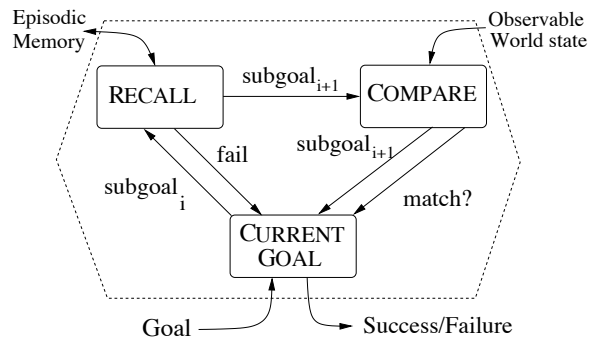 Episodic
Memory
Observable
World state
RECALL
subgoal i+1
COMPARE
subgoal i+1
fail
subgoal i
match?
CURRENT
GOAL
Goal
Success/Failure